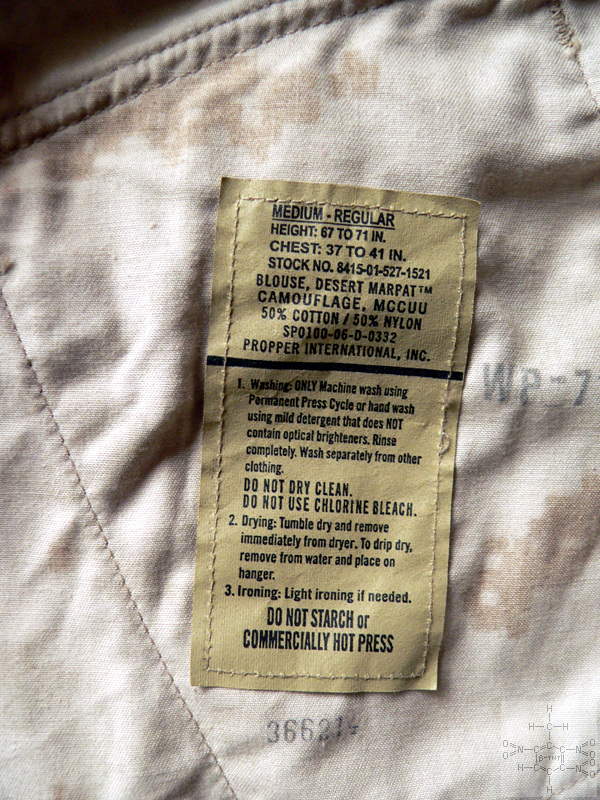 MEDIUM - REGULAR
HEIGHT: 67 TO 71 IN.
CHEST: 37 TO 41 IN.
STOCK NO. 8415-01-527-1521
BLOUSE, DESERT MARPAT™
CAMOUFLAGE, MCCUU
50% COTTON / 50% NYLON
SP0100-06-D-0332
PROPPER INTERNATIONAL, INC.
1. Washing: ONLY Machine wash using
Permanent Press Cycle or hand wash
using mild detergent that does NOT
contain optical brighteners. Rinse
completely. Wash separately from other
clothing.
DO NOT DRY CLEAN.
DO NOT USE CHLORINE BLEACH.
2. Drying: Tumble dry and remove
immediately from dryer. To drip dry,
remove from water and place on
hanger.
3. Ironing: Light ironing if needed.
DO NOT STARCH or
COMMERCIALLY HOT PRESS
WP-7